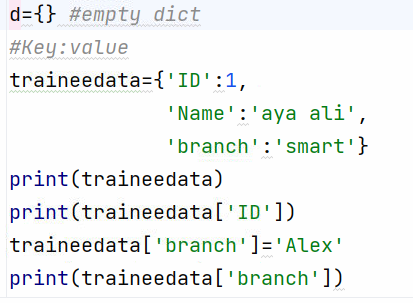 d={} #empty dict
#Key:value
traineedata={'ID':1,
             'Name':'aya ali',
             'branch':'smart'}
print(traineedata)
print(traineedata['ID'])
traineedata['branch']='Alex'
print(traineedata['branch'])